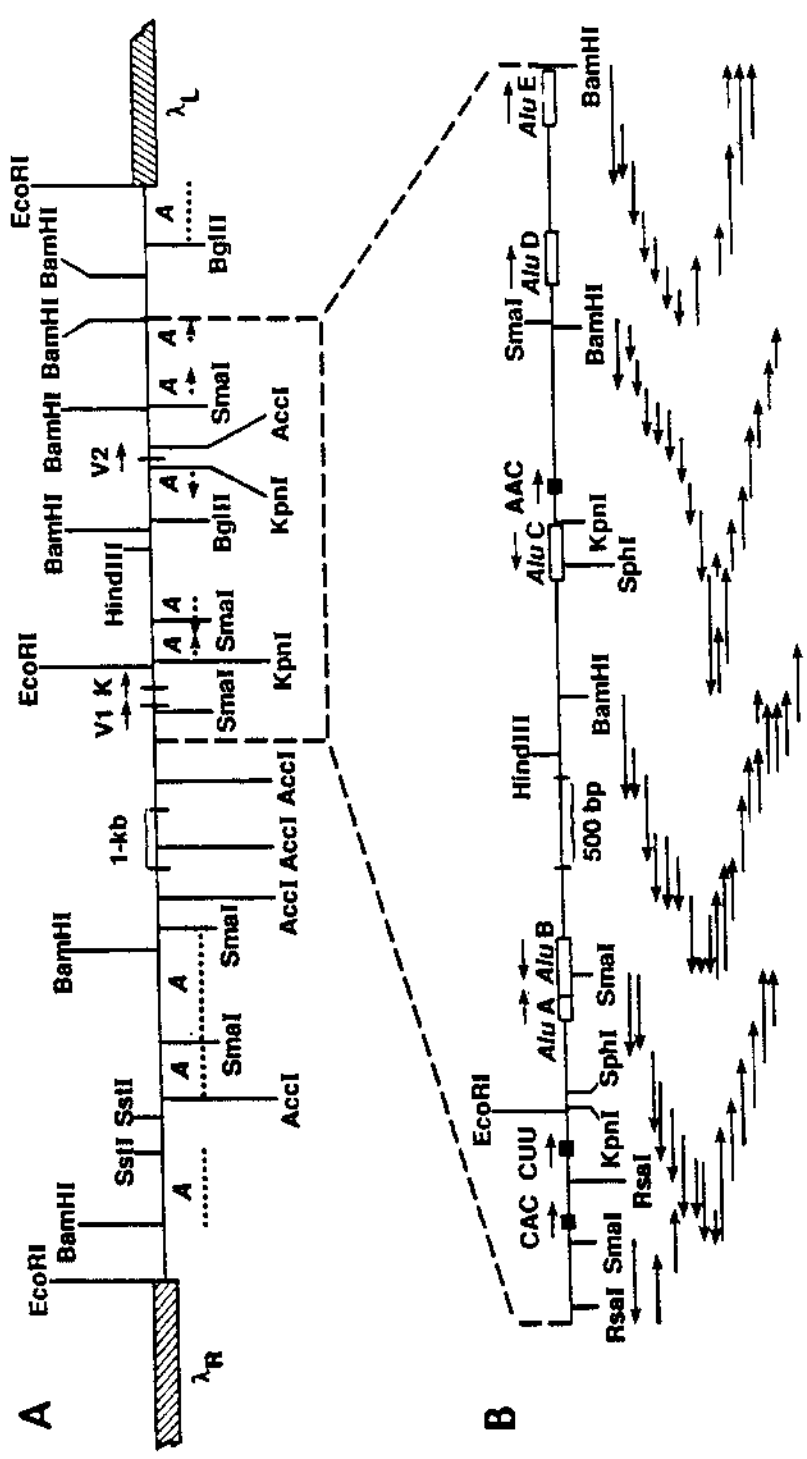 A
EcoRI
BamHI
SstI SstI
BamHI
1-kb
V1 K
EcoRI
HindIII
BamHI
V2
BamHI
BamHI
BamHI
EcoRI
λR
A
AccI
A
SmaI
A
SmaI
AccI AccI AccI
SmaI
KpnI
A
SmaI
A
BglII
A
KpnI
AccI
SmaI
A
A
BglII
A
λL
B
CAC
CUU
EcoRI
Alu A
Alu B
500 bp
HindIII
Alu C
AAC
SmaI
Alu D
Alu E
RsaI
SmaI
RsaI
KpnI
SphI
SmaI
BamHI
SphI
KpnI
BamHI
BamHI